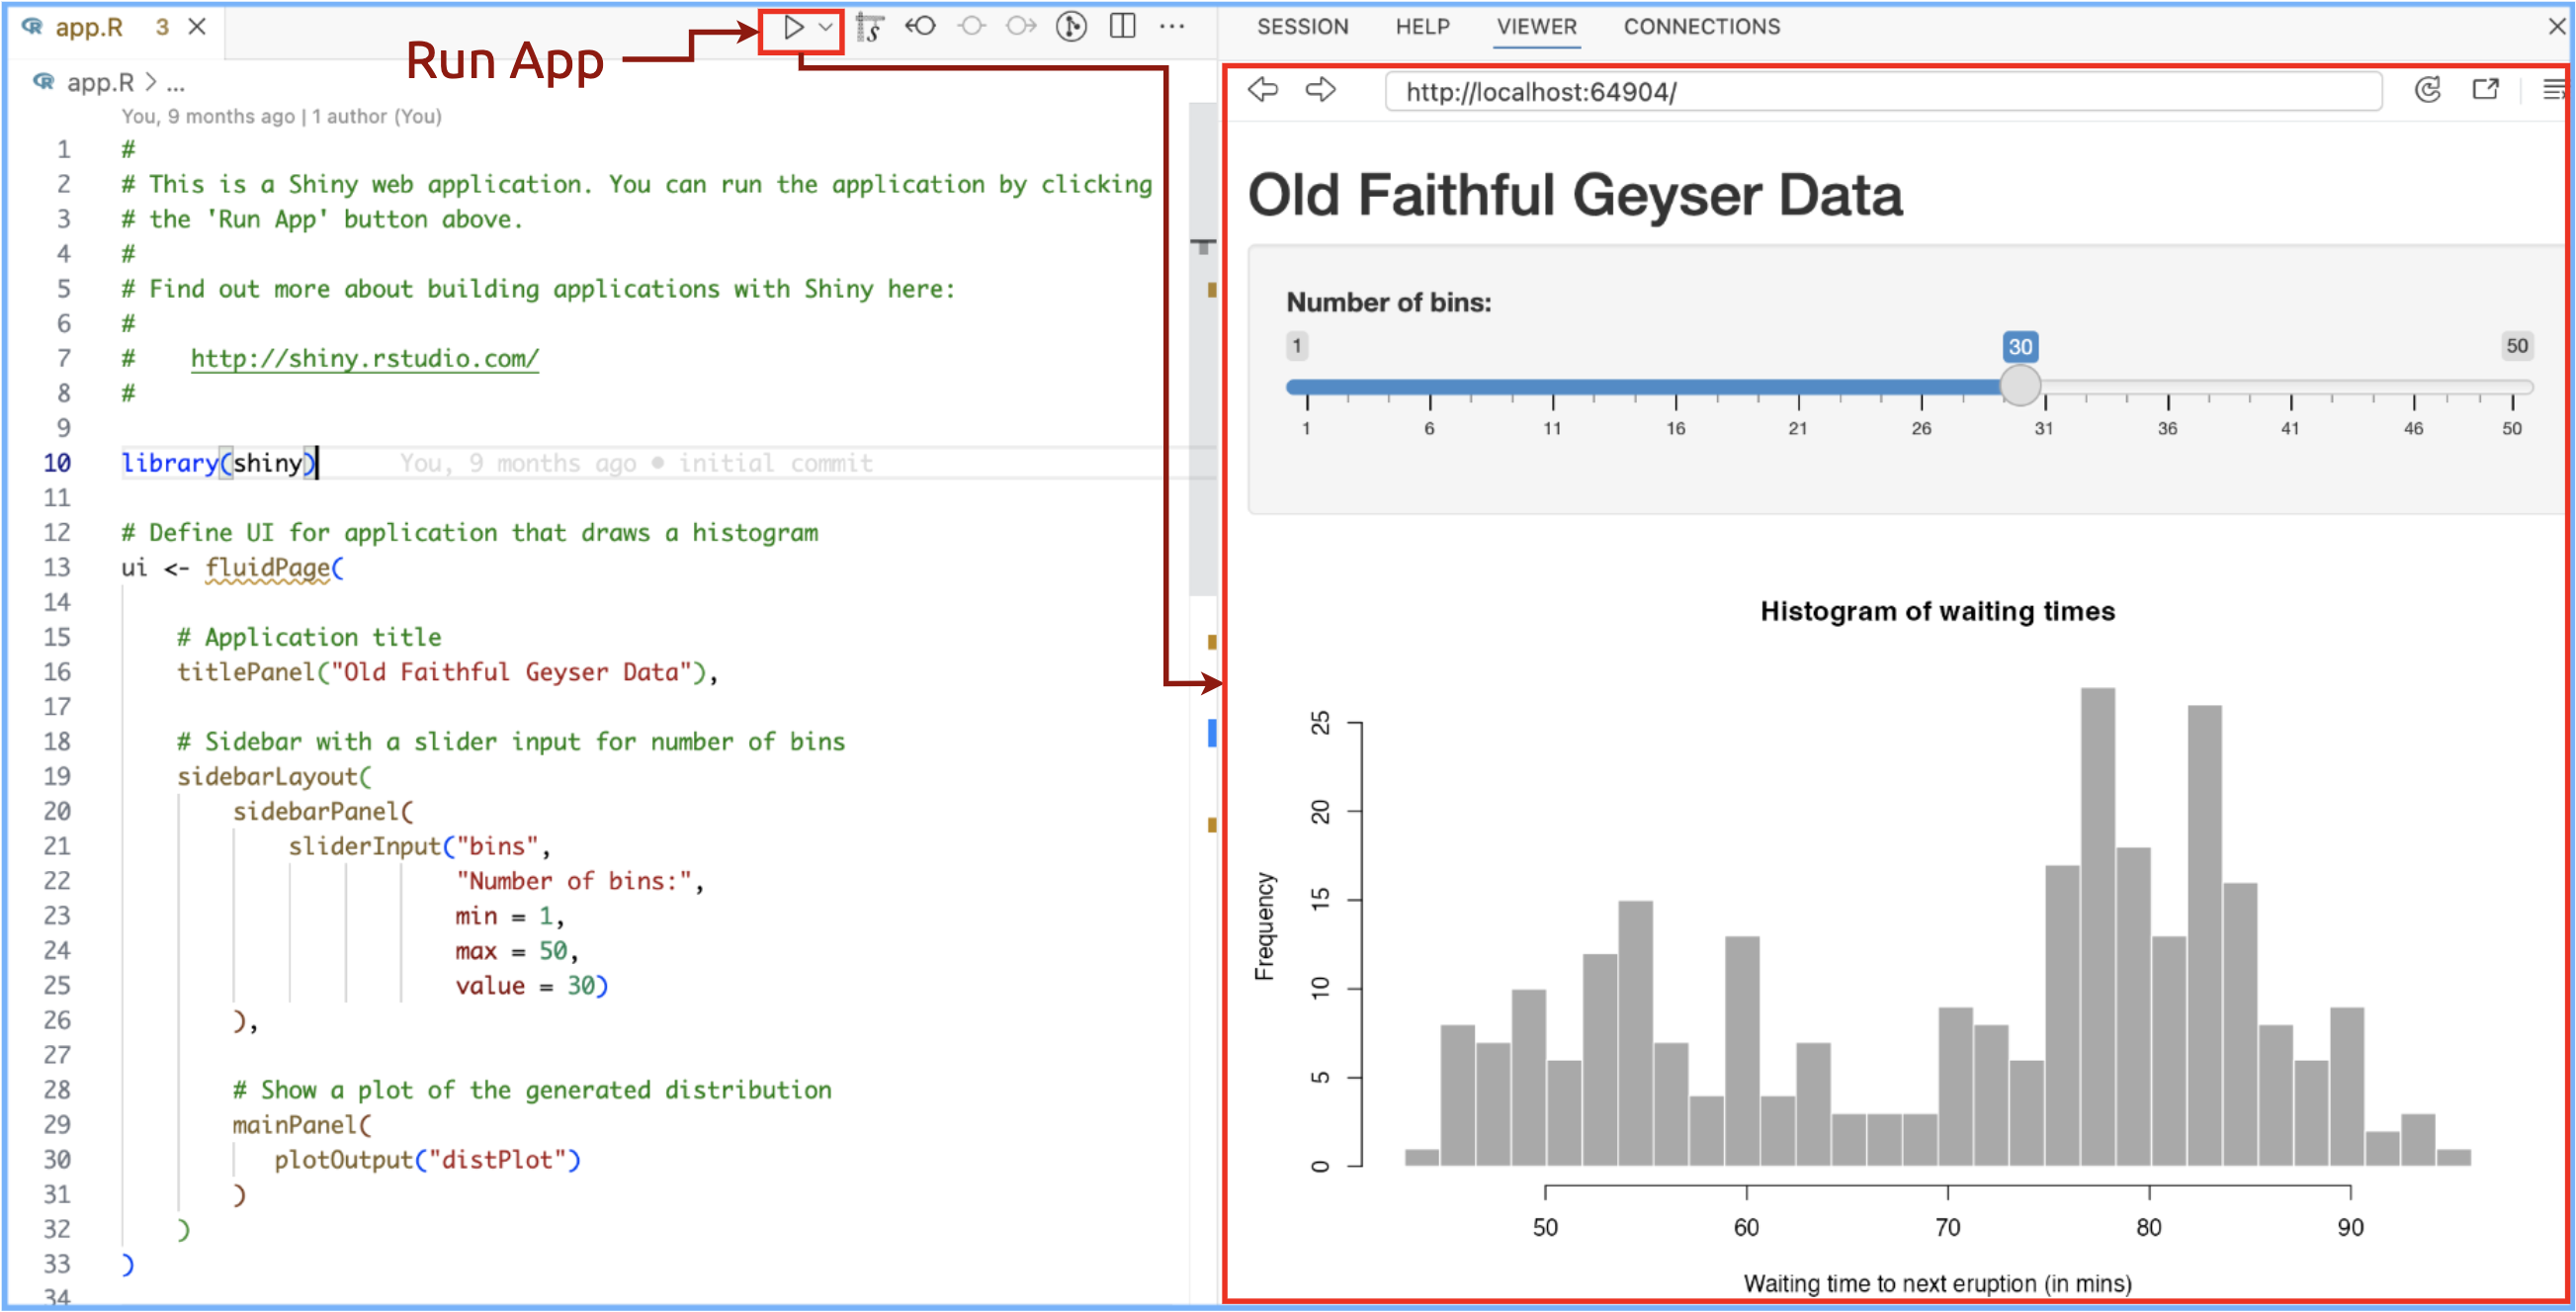 app.R 3
Run App
app.R > ...
You, 9 months ago | 1 author (You)
1 #
2 # This is a Shiny web application. You can run the application by clicking
3 # the 'Run App' button above.
4 #
5 # Find out more about building applications with Shiny here:
6 #
7 #    http://shiny.rstudio.com/
8 #
9
10 library(shiny) You, 9 months ago • initial commit
11
12 # Define UI for application that draws a histogram
13 ui <- fluidPage(
14
15     # Application title
16     titlePanel("Old Faithful Geyser Data"),
17
18     # Sidebar with a slider input for number of bins
19     sidebarLayout(
20         sidebarPanel(
21             sliderInput("bins",
22                         "Number of bins:",
23                         min = 1,
24                         max = 50,
25                         value = 30)
26         ),
27
28         # Show a plot of the generated distribution
29         mainPanel(
30            plotOutput("distPlot")
31         )
32     )
33 )
34
SESSION HELP VIEWER CONNECTIONS
http://localhost:64904/
Old Faithful Geyser Data
Number of bins:
1 30 50
1 6 11 16 21 26 31 36 41 46 50
Histogram of waiting times
Frequency
25
20
15
10
5
0
50 60 70 80 90
Waiting time to next eruption (in mins)